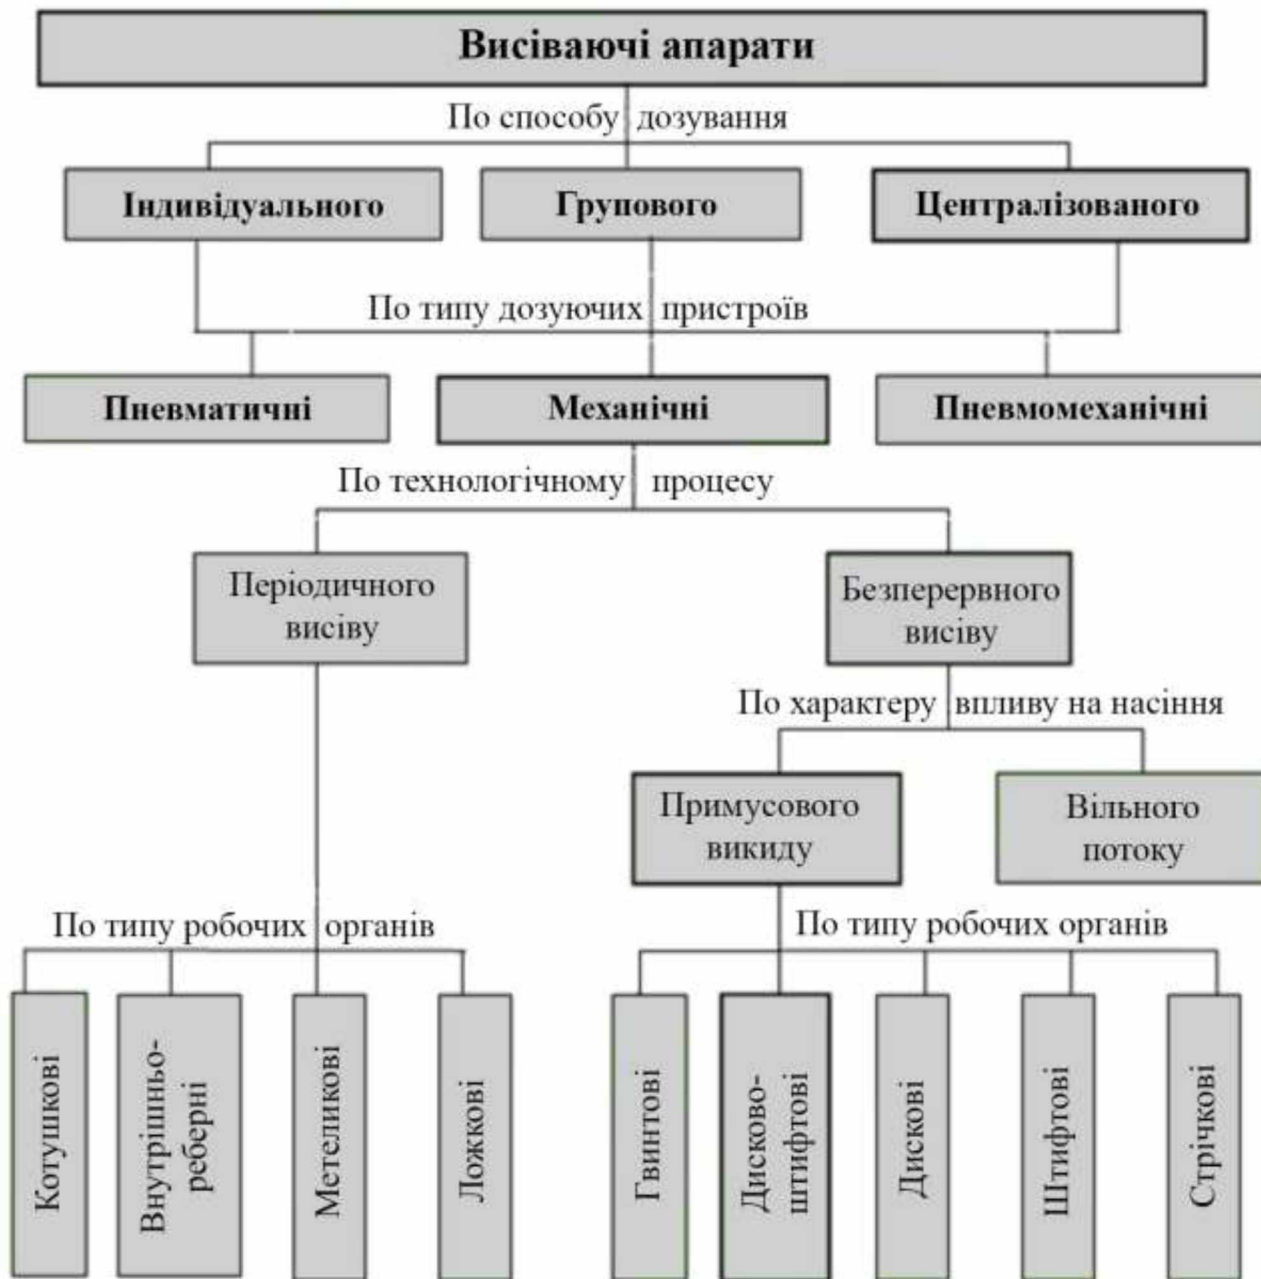 Висіваючі апарати
По способу дозування
Індивідуального
Групового
Централізованого
По типу дозуючих пристроїв
Пневматичні
Механічні
Пневмомеханічні
По технологічному процесу
Періодичного
висіву
Безперервного
висіву
По характеру впливу на насіння
Примусового
викиду
Вільного
потоку
По типу робочих органів
По типу робочих органів
Котушкові
Внутрішньо-
реберні
Метеликові
Ложкові
Гвинтові
Дисково-
штифтові
Дискові
Штифтові
Стрічкові